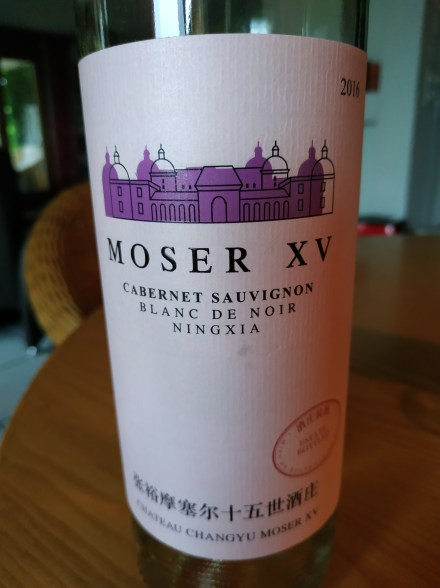 2016
MOSER XV
CABERNET SAUVIGNON
BLANC DE NOIR
NINGXIA
张裕摩塞尔十五世酒庄
CHATEAU CHANGYU MOSER XV